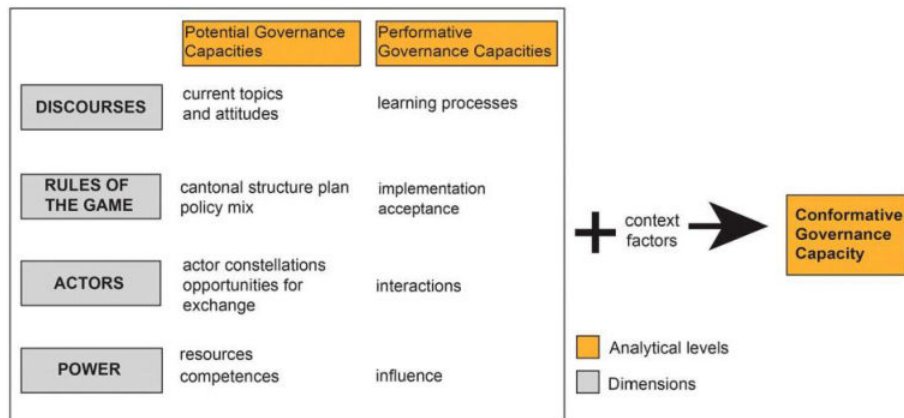 Potential Governance
Capacities
Performative
Governance Capacities
DISCOURSES
current topics
and attitudes
learning processes
RULES OF
THE GAME
cantonal structure plan
policy mix
implementation
acceptance
ACTORS
actor constellations
opportunities for
exchange
interactions
POWER
resources
competences
influence
+
context
factors
Conformative
Governance
Capacity
Analytical levels
Dimensions